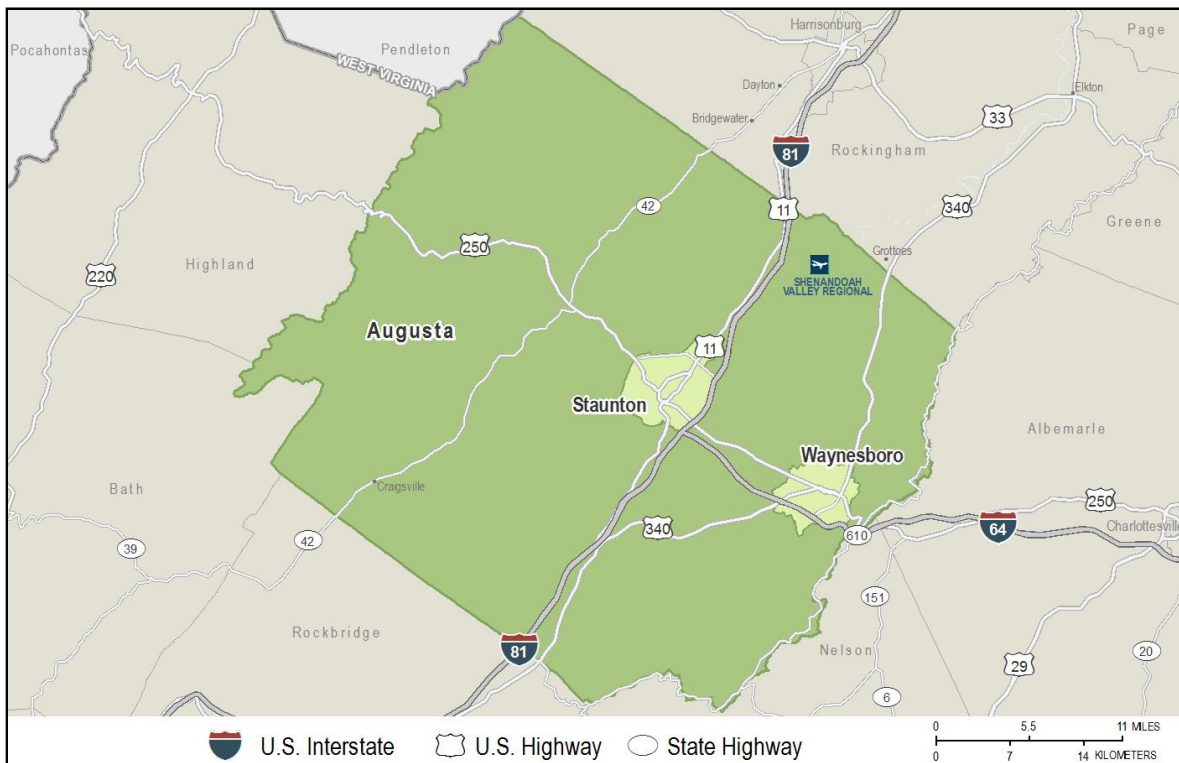 Harrisonburg
Page
Pocahontas
Pendleton
WEST VIRGINIA
Dayton
Elkton
Bridgewater
33
81
Rockingham
42
11
340
Greene
250
Grottoes
220
Highland
SHENANDOAH
VALLEY REGIONAL
Augusta
11
Staunton
Albemarle
Waynesboro
Bath
Craigsville
250
340
64
Charlottesville
610
42
39
151
Rockbridge
81
Nelson
29
20
6
U.S. Interstate
U.S. Highway
State Highway
0 5.5 11 MILES
0 7 14 KILOMETERS